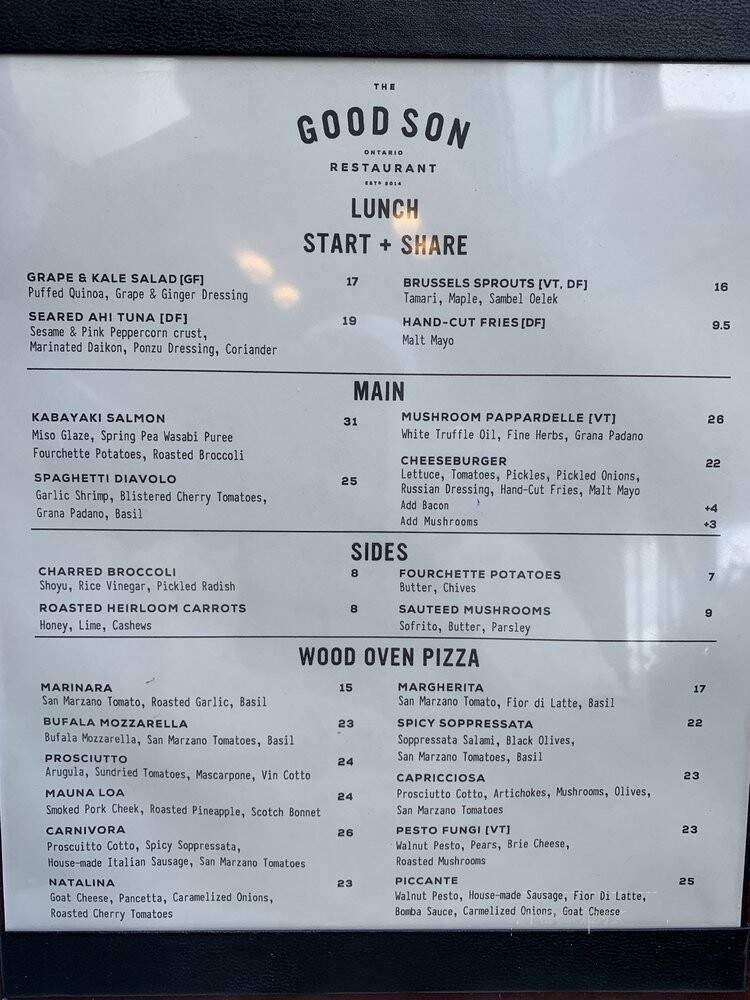 THE
GOOD SON
ONTARIO
RESTAURANT
ESTD 2014
LUNCH
START + SHARE
GRAPE & KALE SALAD [GF] 17
Puffed Quinoa, Grape & Ginger Dressing
SEARED AHI TUNA [DF] 19
Sesame & Pink Peppercorn crust,
Marinated Daikon, Ponzu Dressing, Coriander
BRUSSELS SPROUTS [VT, DF] 16
Tamari, Maple, Sambel Oelek
HAND-CUT FRIES [DF] 9.5
Malt Mayo
MAIN
KABAYAKI SALMON 31
Miso Glaze, Spring Pea Wasabi Puree
Fourchette Potatoes, Roasted Broccoli
SPAGHETTI DIAVOLO 25
Garlic Shrimp, Blistered Cherry Tomatoes,
Grana Padano, Basil
MUSHROOM PAPPARDELLE [VT] 26
White Truffle Oil, Fine Herbs, Grana Padano
CHEESEBURGER 22
Lettuce, Tomatoes, Pickles, Pickled Onions,
Russian Dressing, Hand-Cut Fries, Malt Mayo
Add Bacon +4
Add Mushrooms +3
SIDES
CHARRED BROCCOLI 8
Shoyu, Rice Vinegar, Pickled Radish
ROASTED HEIRLOOM CARROTS 8
Honey, Lime, Cashews
FOURCHETTE POTATOES 7
Butter, Chives
SAUTEED MUSHROOMS 9
Sofrito, Butter, Parsley
WOOD OVEN PIZZA
MARINARA 15
San Marzano Tomato, Roasted Garlic, Basil
BUFALA MOZZARELLA 23
Bufala Mozzarella, San Marzano Tomatoes, Basil
PROSCIUTTO 24
Arugula, Sundried Tomatoes, Mascarpone, Vin Cotto
MAUNA LOA 24
Smoked Pork Cheek, Roasted Pineapple, Scotch Bonnet
CARNIVORA 26
Proscuitto Cotto, Spicy Soppressata,
House-made Italian Sausage, San Marzano Tomatoes
NATALINA 23
Goat Cheese, Pancetta, Caramelized Onions,
Roasted Cherry Tomatoes
MARGHERITA 17
San Marzano Tomato, Fior di Latte, Basil
SPICY SOPPRESSATA 22
Soppressata Salami, Black Olives,
San Marzano Tomatoes, Basil
CAPRICCIOSA 23
Prosciutto Cotto, Artichokes, Mushrooms, Olives,
San Marzano Tomatoes
PESTO FUNGI [VT] 23
Walnut Pesto, Pears, Brie Cheese,
Roasted Mushrooms
PICCANTE 25
Walnut Pesto, House-made Sausage, Fior Di Latte,
Bomba Sauce, Carmelized Onions, Goat Cheese